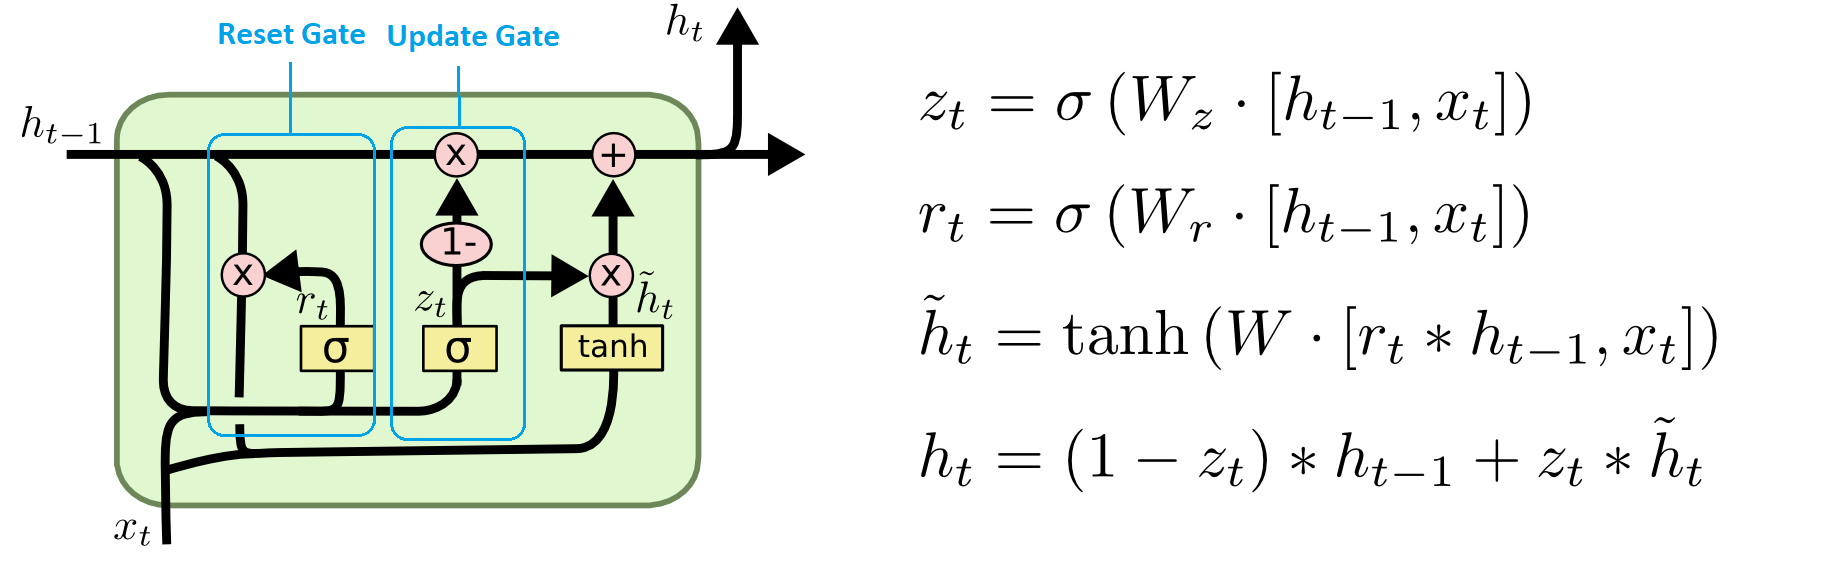 Reset Gate Update Gate
h_t
h_{t-1}
x
+
1-
x
x
r_t
z_t
h̃_t
σ
σ
tanh
x_t
z_t = σ (W_z · [h_{t-1}, x_t])
r_t = σ (W_r · [h_{t-1}, x_t])
h̃_t = tanh (W · [r_t * h_{t-1}, x_t])
h_t = (1 − z_t) * h_{t-1} + z_t * h̃_t